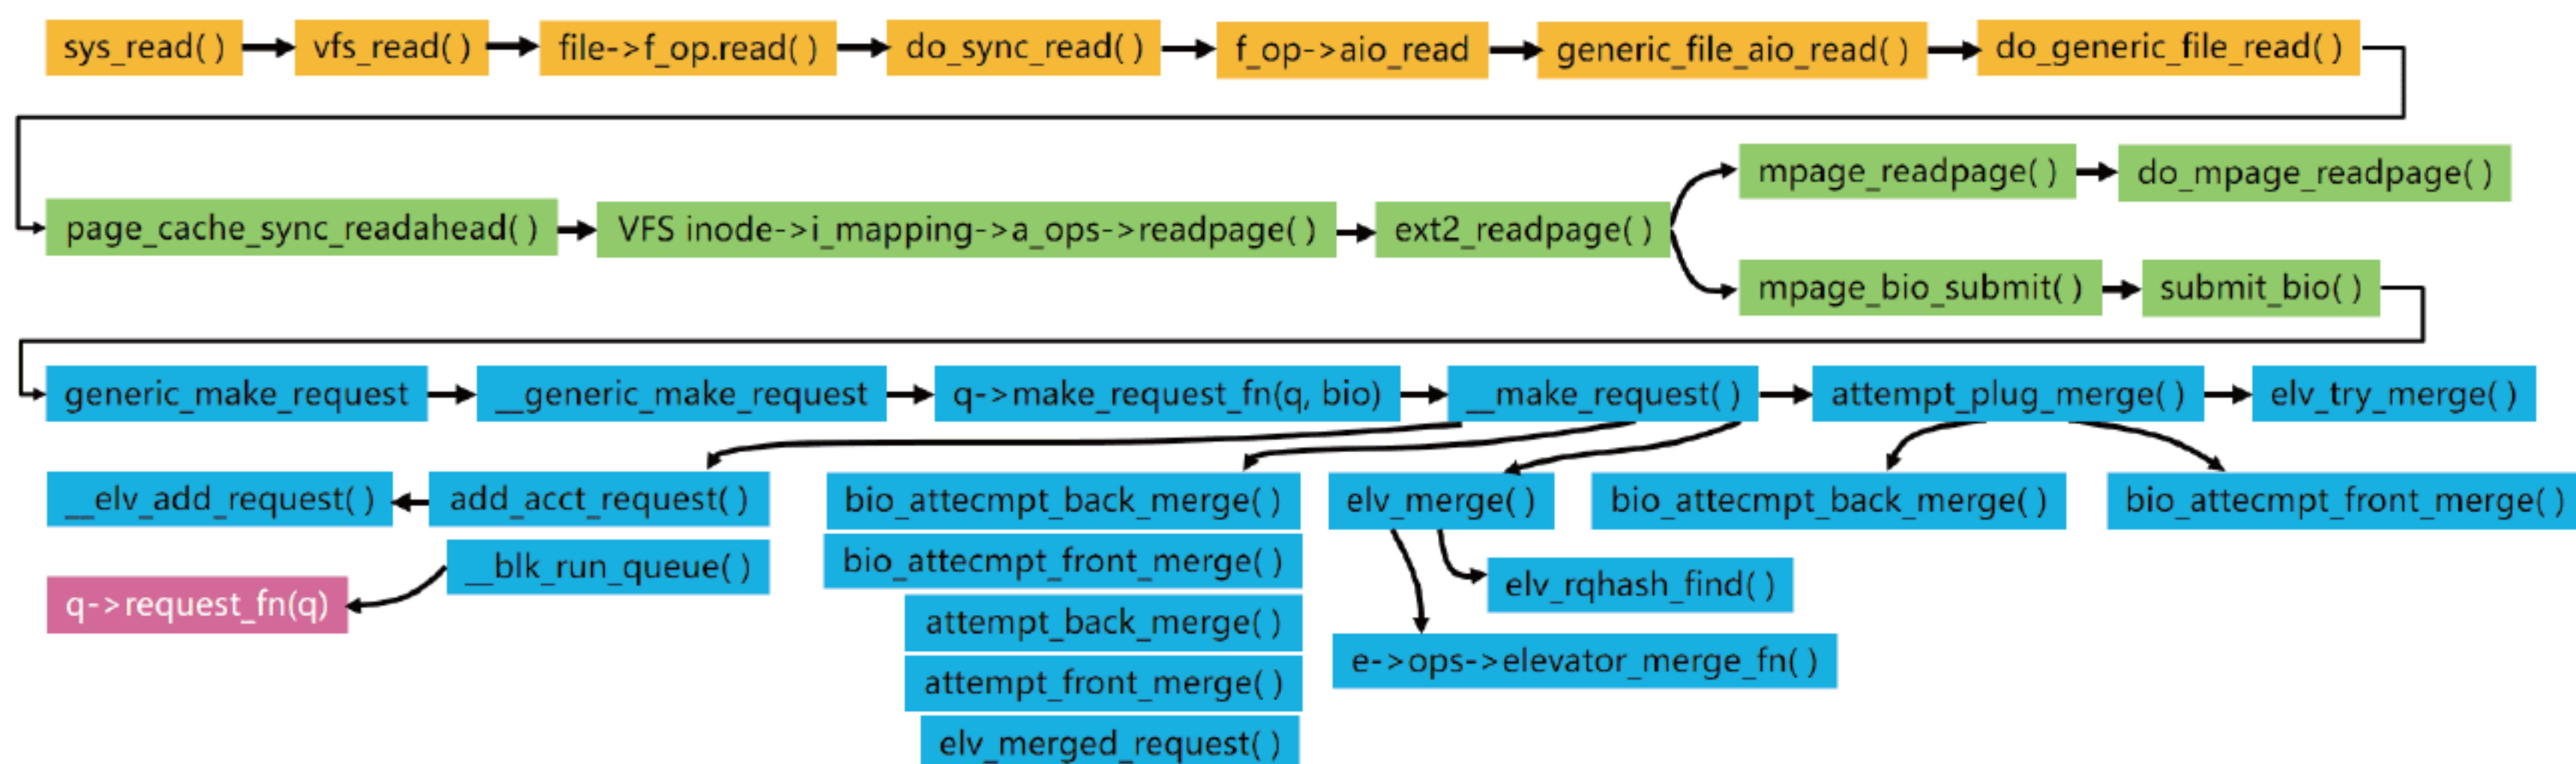 sys_read( )
vfs_read( )
file->f_op.read( )
do_sync_read( )
f_op->aio_read
generic_file_aio_read( )
do_generic_file_read( )
mpage_readpage( )
do_mpage_readpage( )
page_cache_sync_readahead( )
VFS inode->i_mapping->a_ops->readpage( )
ext2_readpage( )
mpage_bio_submit( )
submit_bio( )
generic_make_request
__generic_make_request
q->make_request_fn(q, bio)
__make_request( )
attempt_plug_merge( )
elv_try_merge( )
__elv_add_request( )
add_acct_request( )
bio_attecmpt_back_merge( )
elv_merge( )
bio_attecmpt_back_merge( )
bio_attecmpt_front_merge( )
__blk_run_queue( )
bio_attecmpt_front_merge( )
elv_rqhash_find( )
q->request_fn(q)
attempt_back_merge( )
e->ops->elevator_merge_fn( )
attempt_front_merge( )
elv_merged_request( )